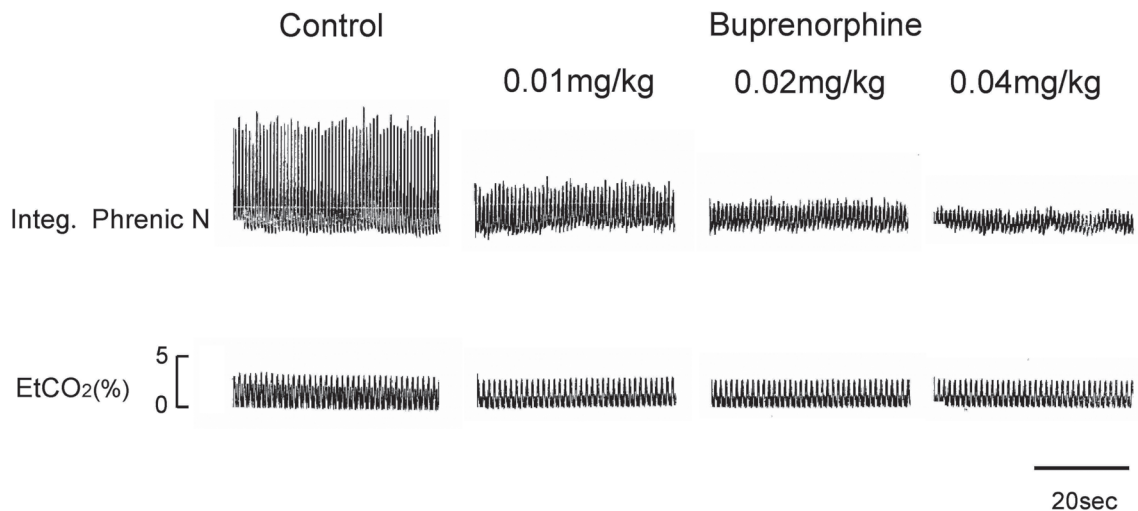 Control
Buprenorphine
0.01mg/kg
0.02mg/kg
0.04mg/kg
Integ. Phrenic N
5
EtCO₂(%)
0
20sec